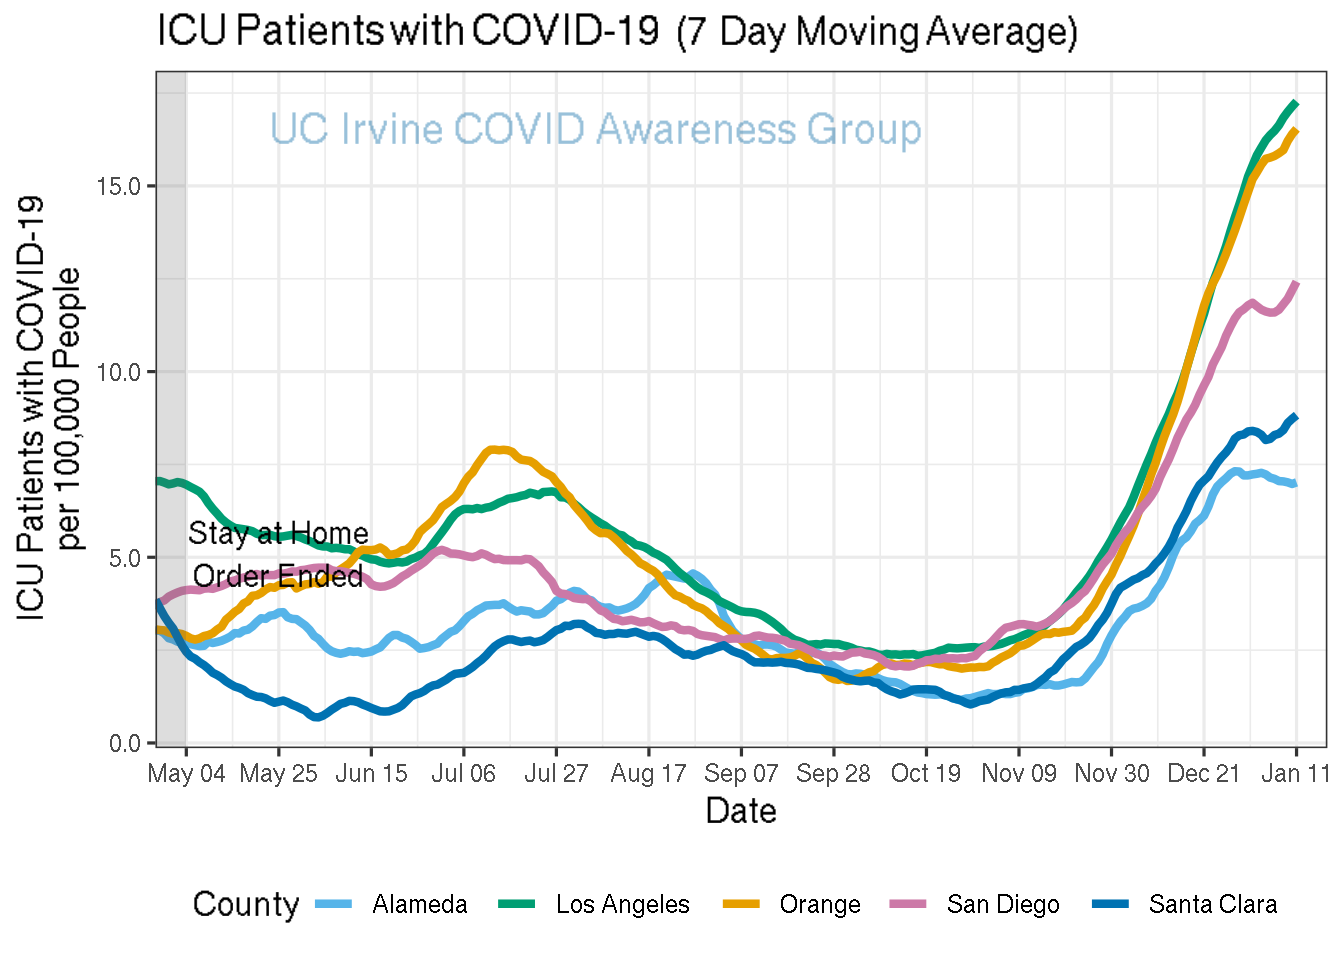 ICU Patients with COVID-19 (7 Day Moving Average)
UC Irvine COVID Awareness Group
ICU Patients with COVID-19
per 100,000 People
15.0
10.0
5.0
0.0
Stay at Home
Order Ended
May 04 May 25 Jun 15 Jul 06 Jul 27 Aug 17 Sep 07 Sep 28 Oct 19 Nov 09 Nov 30 Dec 21 Jan 11
Date
County Alameda Los Angeles Orange San Diego Santa Clara